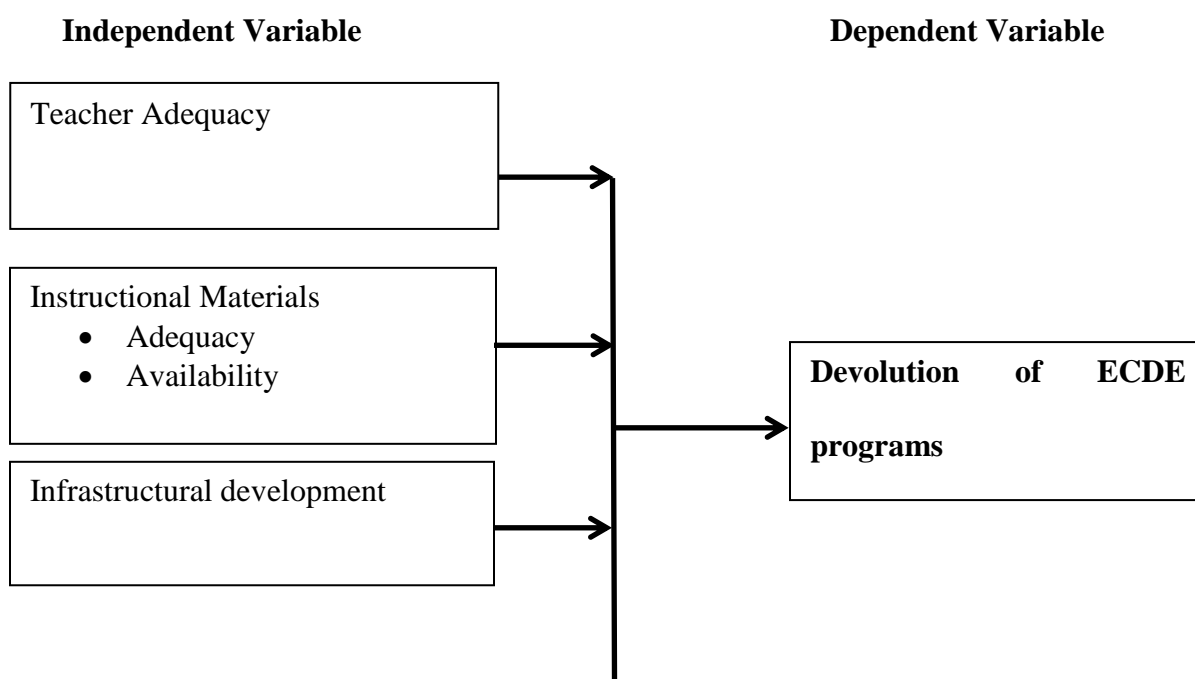 Independent Variable
Dependent Variable
Teacher Adequacy
Instructional Materials
• Adequacy
• Availability
Infrastructural development
Devolution of ECDE
programs